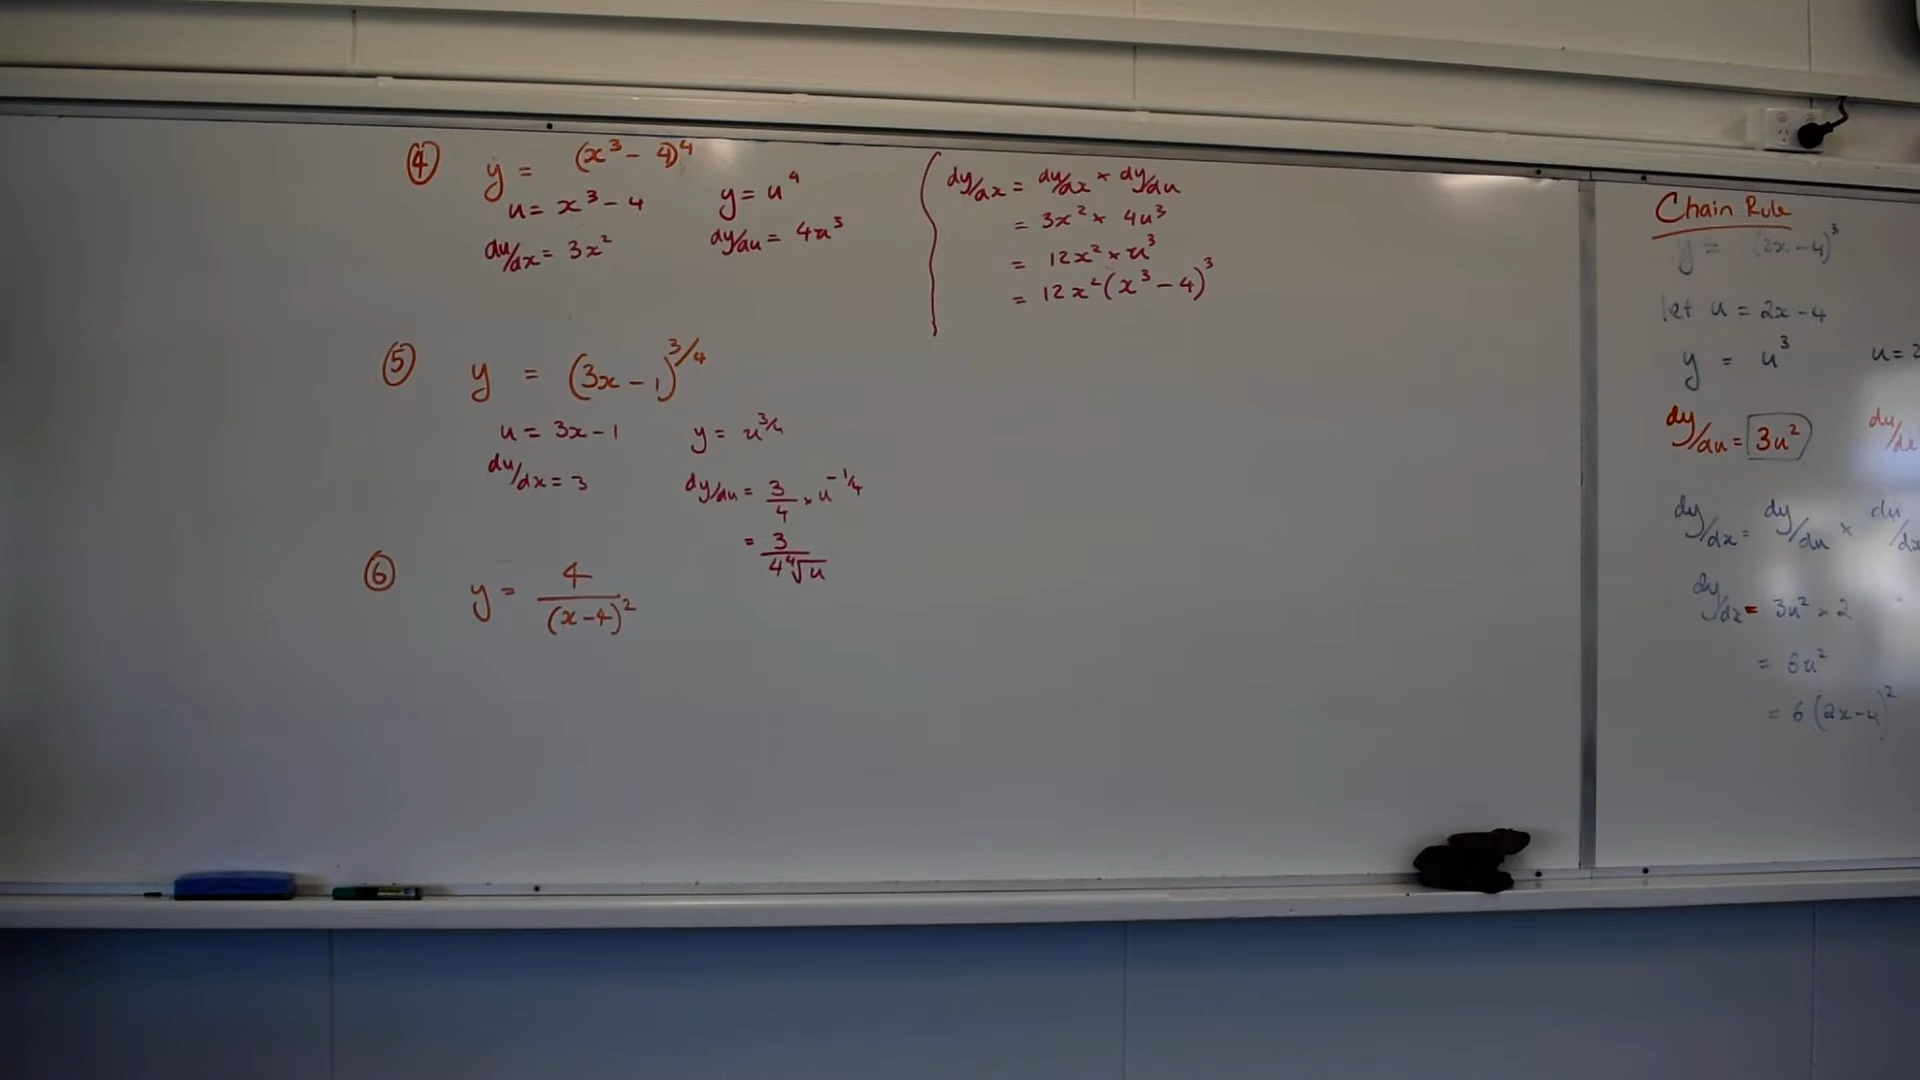 ④ y = (x³ - 4)⁴
u = x³ - 4 y = u⁴
du/dx = 3x² dy/du = 4u³
dy/dx = dy/dx × dy/du
= 3x² × 4u³
= 12x² × u³
= 12x²(x³ - 4)³
⑤ y = (3x - 1)^3/4
u = 3x - 1 y = u^3/4
du/dx = 3 dy/du = 3/4 × u^-1/4
= 3/(4 ⁴√u)
⑥ y = 4/(x - 4)²
Chain Rule
y = (2x - 4)³
let u = 2x - 4
y = u³ u = 2
dy/du = 3u² du/dx
dy/dx = dy/du × du/dx
dy/dx = 3u² × 2
= 6u²
= 6(2x - 4)²